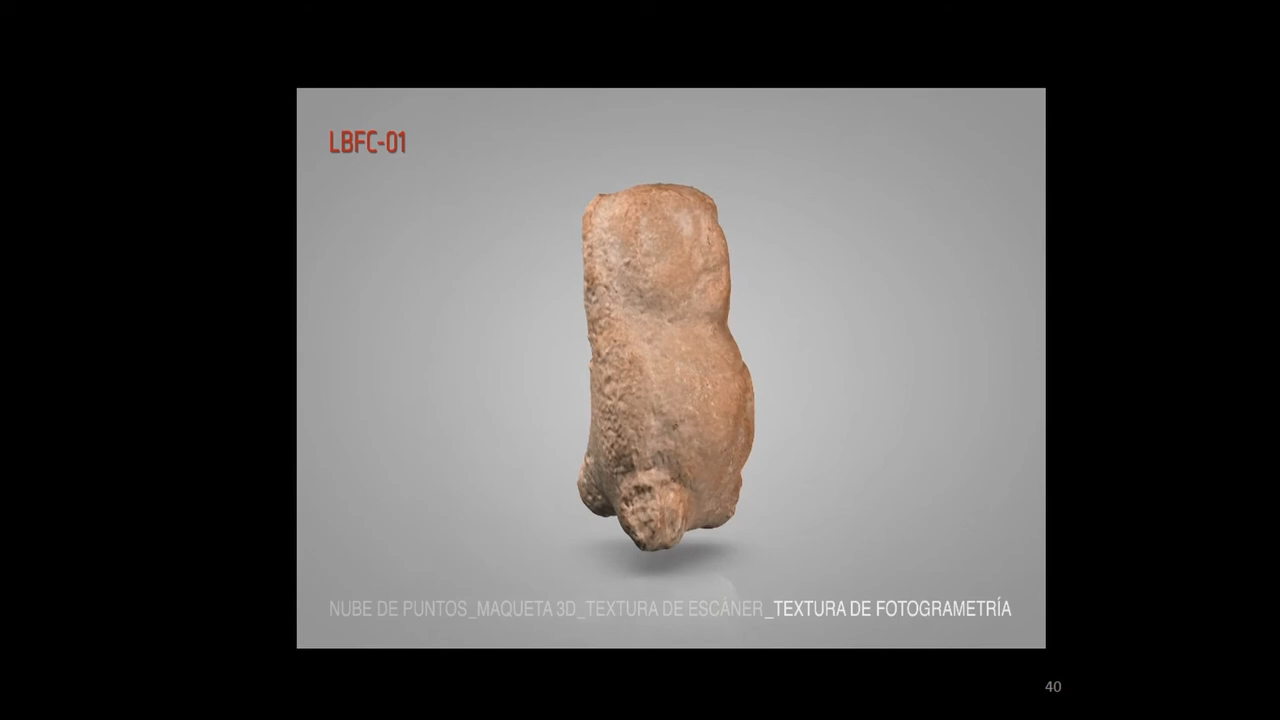 LBFC-01
NUBE DE PUNTOS_MAQUETA 3D_TEXTURA DE ESCÁNER_TEXTURA DE FOTOGRAMETRÍA
40